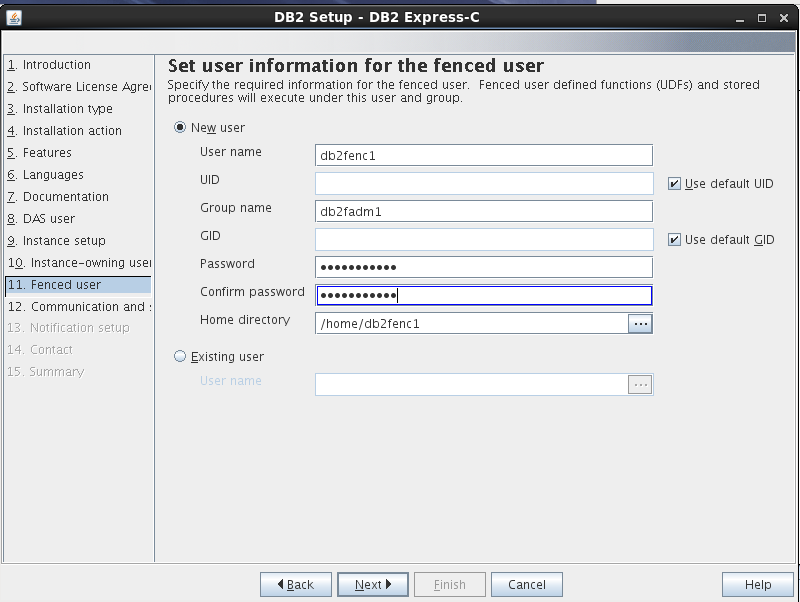 DB2 Setup - DB2 Express-C
1. Introduction
2. Software License Agre
3. Installation type
4. Installation action
5. Features
6. Languages
7. Documentation
8. DAS user
9. Instance setup
10. Instance-owning user
11. Fenced user
12. Communication and s
13. Notification setup
14. Contact
15. Summary
Set user information for the fenced user
Specify the required information for the fenced user.  Fenced user defined functions (UDFs) and stored
procedures will execute under this user and group.
New user
User name db2fenc1
UID Use default UID
Group name db2fadm1
GID Use default GID
Password •••••••••••
Confirm password •••••••••••
Home directory /home/db2fenc1 ...
Existing user
User name ...
Back Next Finish Cancel Help